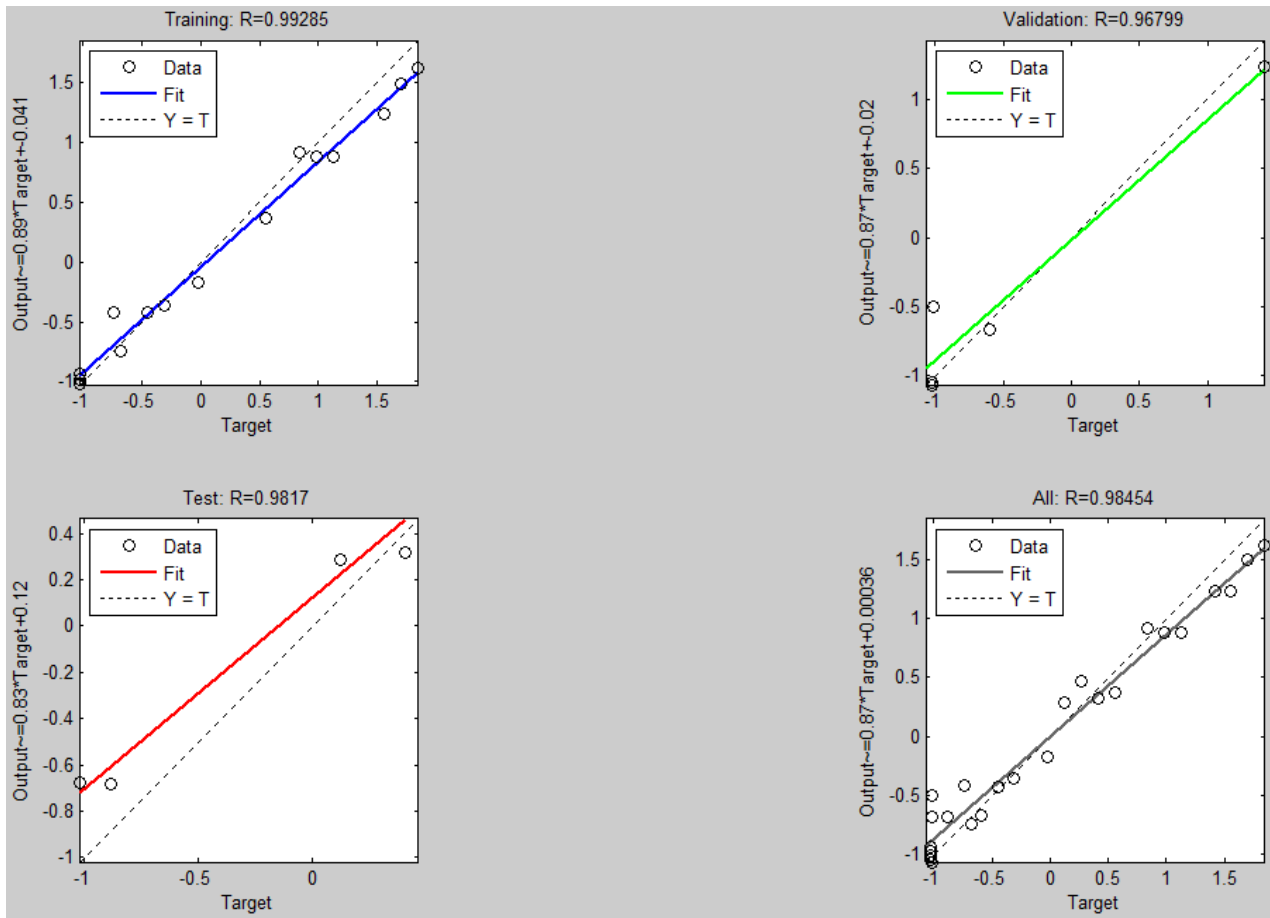 Training: R=0.99285
Output~=0.89*Target+-0.041
Data
Fit
Y = T
1.5
1
0.5
0
-0.5
-1
-1
-0.5
0
0.5
1
1.5
Target
Validation: R=0.96799
Output~=0.87*Target+-0.02
Data
Fit
Y = T
1
0.5
0
-0.5
-1
-1
-0.5
0
0.5
1
Target
Test: R=0.9817
Output~=0.83*Target+0.12
Data
Fit
Y = T
0.4
0.2
0
-0.2
-0.4
-0.6
-0.8
-1
-1
-0.5
0
Target
All: R=0.98454
Output~=0.87*Target+0.00036
Data
Fit
Y = T
1.5
1
0.5
0
-0.5
-1
-1
-0.5
0
0.5
1
1.5
Target